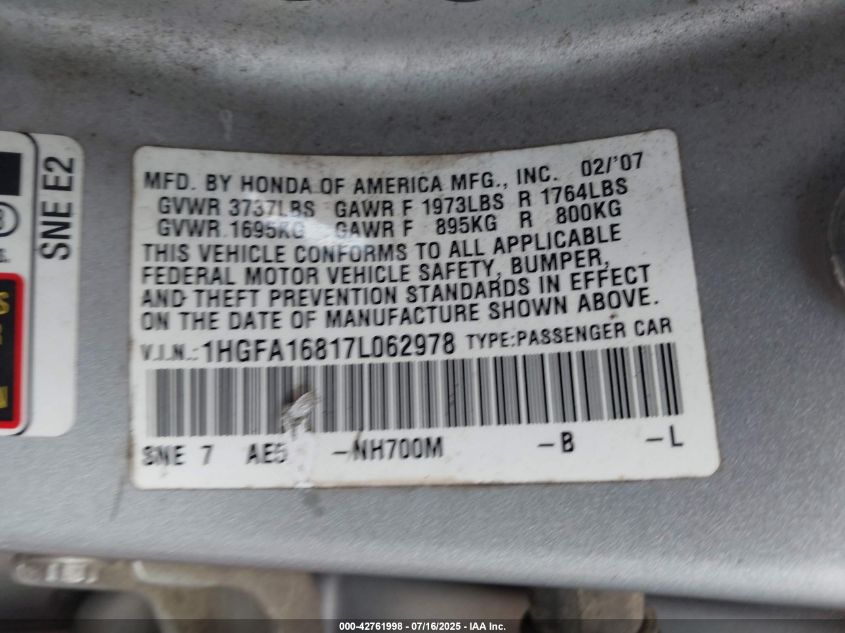 MFD. BY HONDA OF AMERICA MFG., INC. 02/'07
GVWR 3737LBS GAWR F 1973LBS R 1764LBS
GVWR 1695KG GAWR F 895KG R 800KG
THIS VEHICLE CONFORMS TO ALL APPLICABLE
FEDERAL MOTOR VEHICLE SAFETY, BUMPER,
AND THEFT PREVENTION STANDARDS IN EFFECT
ON THE DATE OF MANUFACTURE SHOWN ABOVE.
V.I.N.: 1HGFA16817L062978 TYPE:PASSENGER CAR
SNE 7 AE5 -NH700M -B -L
SNE E2
000-42761998 - 07/16/2025 - IAA Inc.